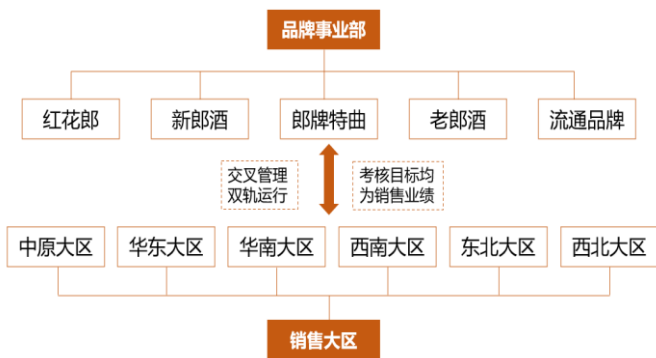 品牌事业部
红花郎
新郎酒
郎牌特曲
老郎酒
流通品牌
交叉管理
双轨运行
考核目标均
为销售业绩
中原大区
华东大区
华南大区
西南大区
东北大区
西北大区
销售大区